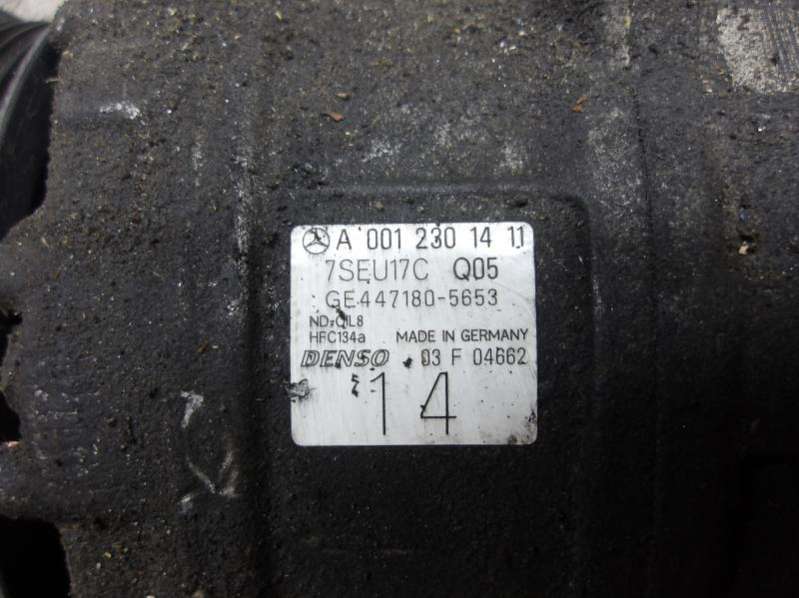 A 001 230 14 11
7SEU17C Q05
GE447180-5653
ND-OIL8
HFC134a MADE IN GERMANY
DENSO 03 F 04662
14